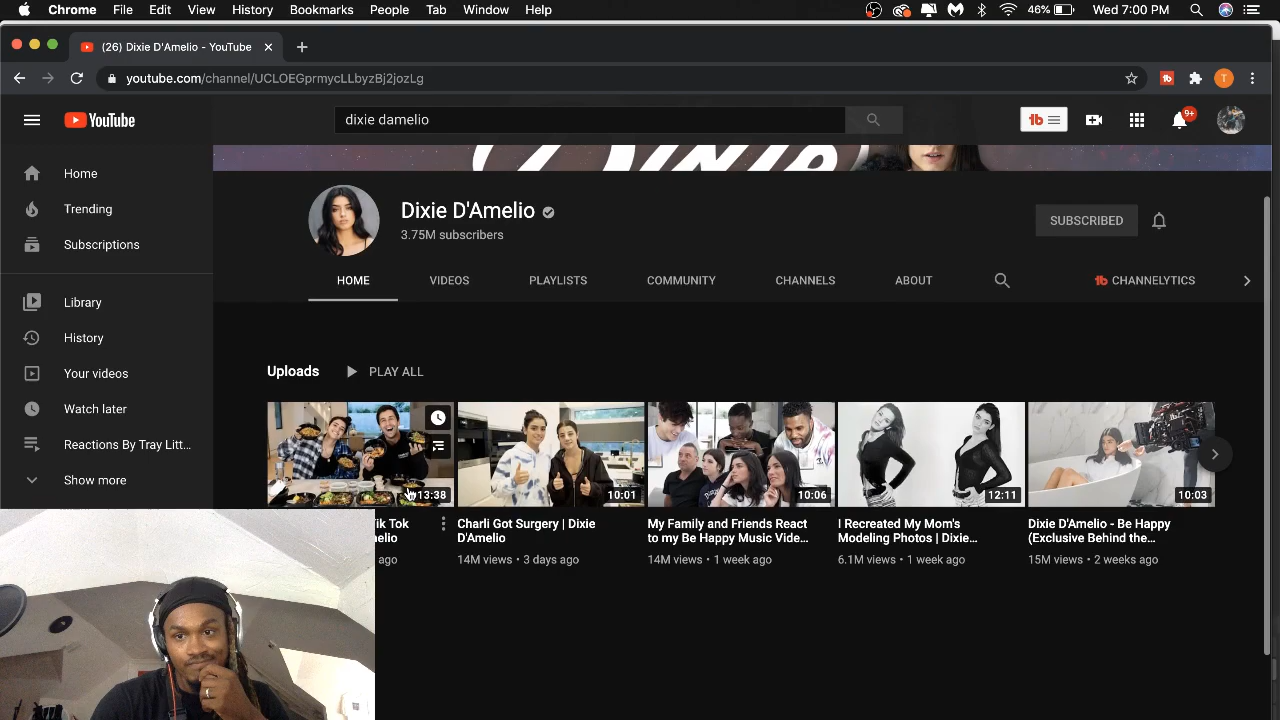 Chrome File Edit View History Bookmarks People Tab Window Help 46% Wed 7:00 PM
(26) Dixie D'Amelio - YouTube
youtube.com/channel/UCLOEGprmycLLbyzBj2jozLg
T
YouTube
dixie damelio
9+
Home
Trending
Subscriptions
Library
History
Your videos
Watch later
Reactions By Tray Litt...
Show more
Dixie D'Amelio
3.75M subscribers
SUBSCRIBED
HOME VIDEOS PLAYLISTS COMMUNITY CHANNELS ABOUT CHANNELYTICS
Uploads PLAY ALL
13:38
ik Tok
elio
ago
10:01
Charli Got Surgery | Dixie
D'Amelio
14M views • 3 days ago
10:06
My Family and Friends React
to my Be Happy Music Vide...
14M views • 1 week ago
12:11
I Recreated My Mom's
Modeling Photos | Dixie...
6.1M views • 1 week ago
10:03
Dixie D'Amelio - Be Happy
(Exclusive Behind the...
15M views • 2 weeks ago